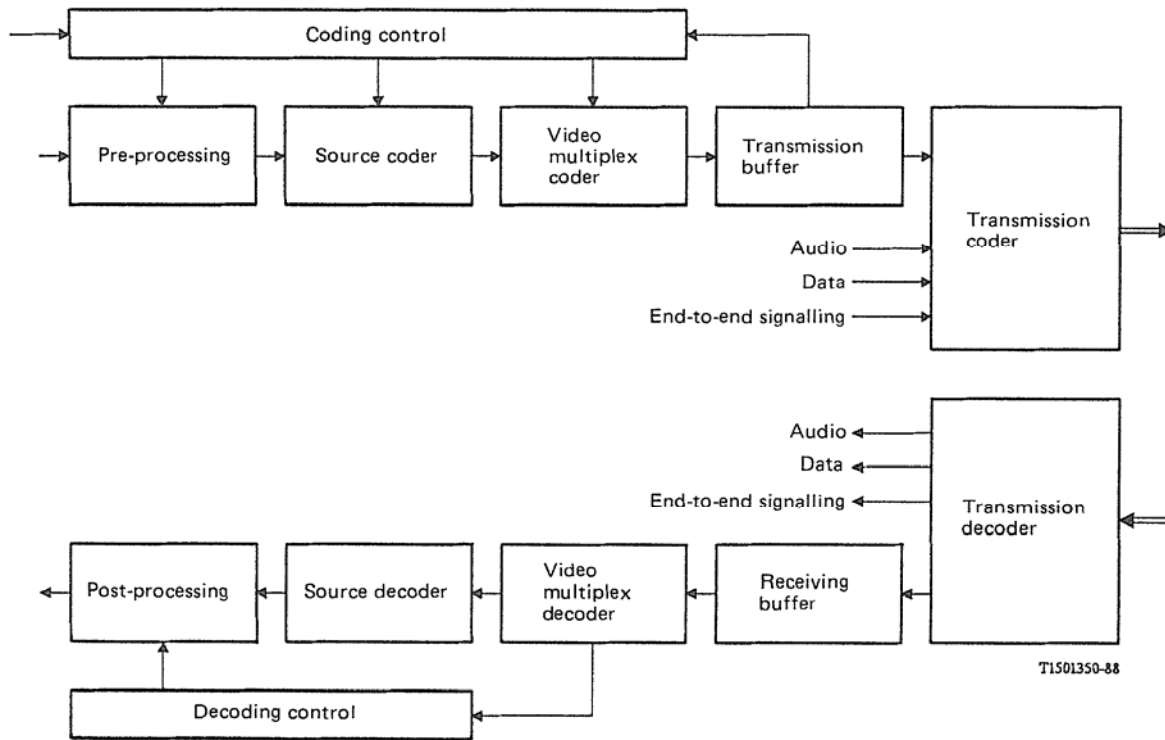 Coding control
Pre-processing
Source coder
Video
multiplex
coder
Transmission
buffer
Transmission
coder
Audio
Data
End-to-end signalling
Audio
Data
End-to-end signalling
Transmission
decoder
Post-processing
Source decoder
Video
multiplex
decoder
Receiving
buffer
T1501350-88
Decoding control